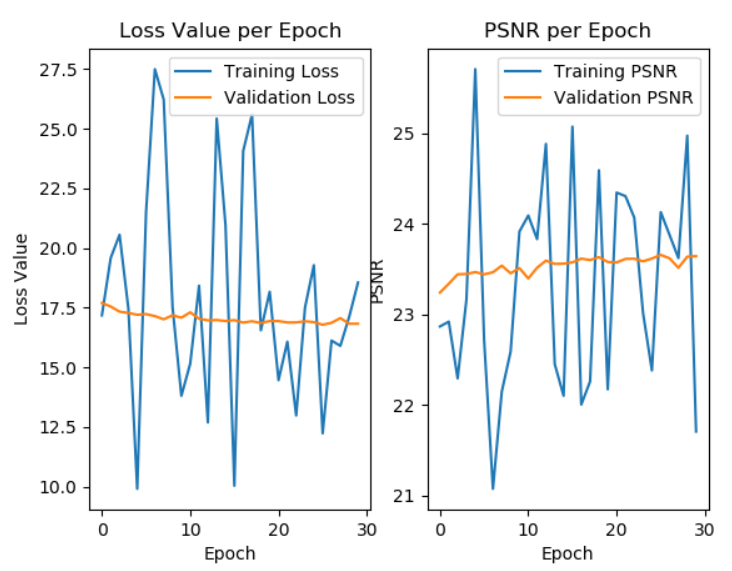 Loss Value per Epoch
Training Loss
Validation Loss
27.5
25.0
22.5
20.0
17.5
15.0
12.5
10.0
Loss Value
0
10
20
30
Epoch
PSNR per Epoch
Training PSNR
Validation PSNR
25
24
23
22
21
PSNR
0
10
20
30
Epoch